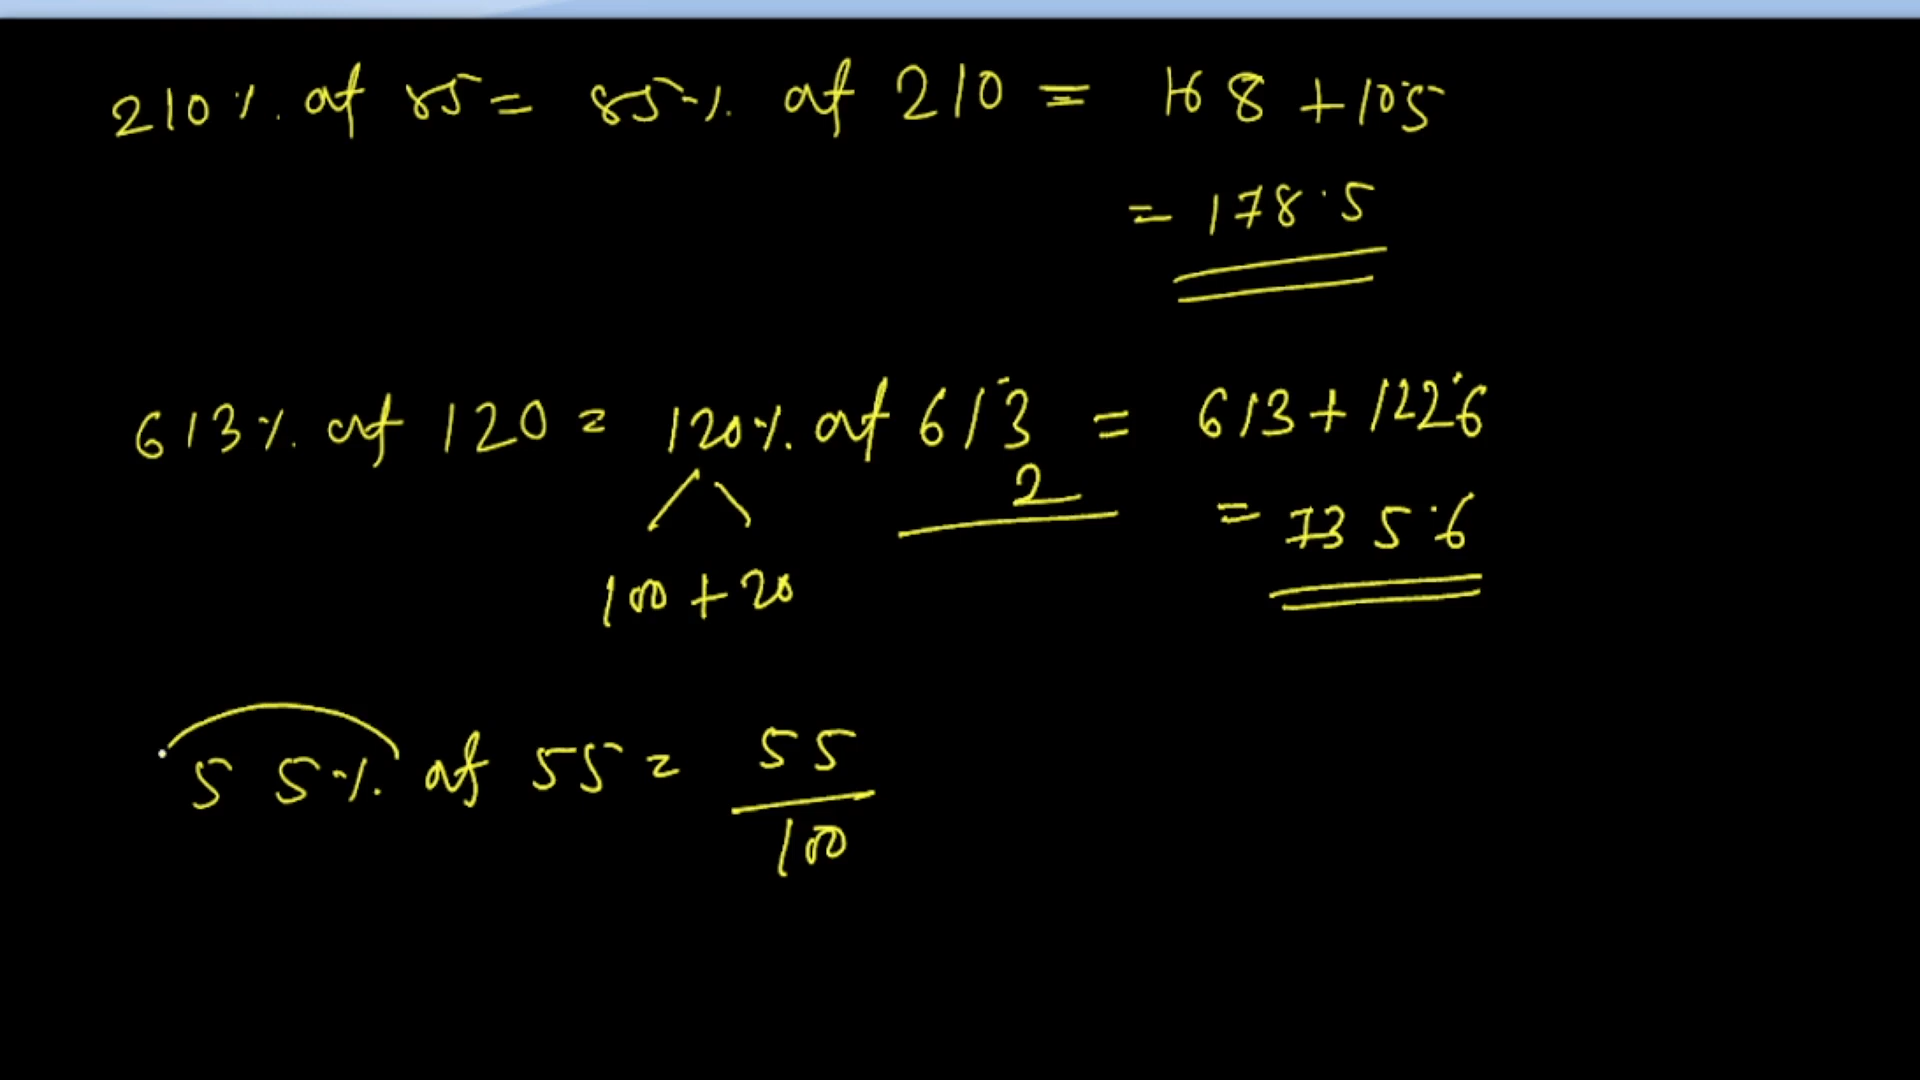 210% of 85 = 85% of 210 = 168 + 10.5
= 178.5
613% of 120 = 120% of 613 = 613 + 122.6
2
= 735.6
100 + 20
55% of 55 = 55
100